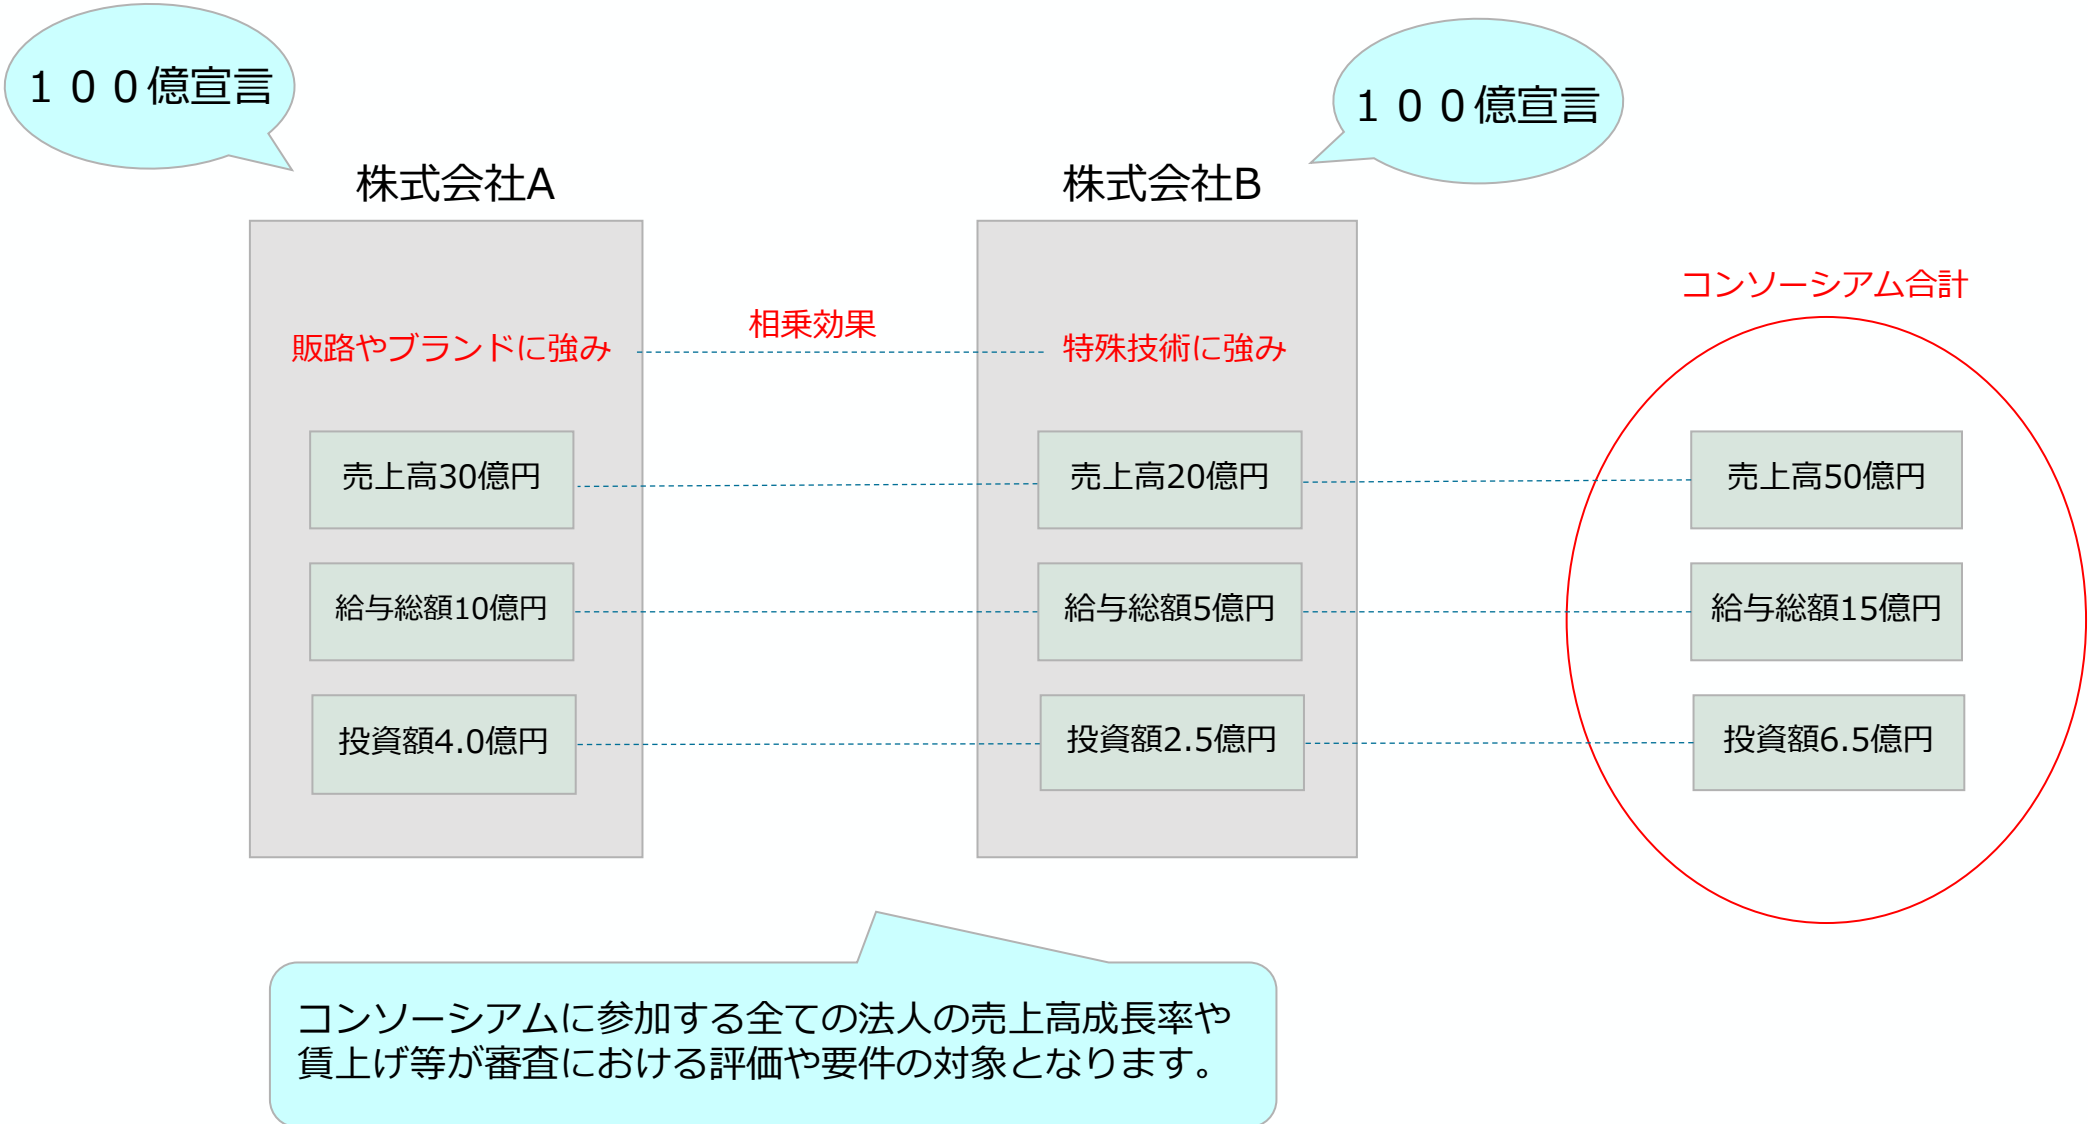 １００億宣言
１００億宣言
株式会社A
株式会社B
コンソーシアム合計
相乗効果
販路やブランドに強み
特殊技術に強み
売上高30億円
売上高20億円
売上高50億円
給与総額10億円
給与総額5億円
給与総額15億円
投資額4.0億円
投資額2.5億円
投資額6.5億円
コンソーシアムに参加する全ての法人の売上高成長率や
賃上げ等が審査における評価や要件の対象となります。